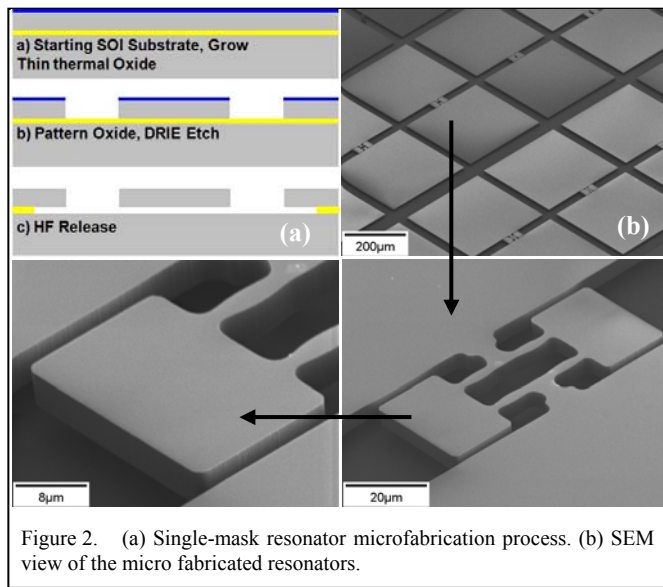 a) Starting SOI Substrate, Grow
Thin thermal Oxide
b) Pattern Oxide, DRIE Etch
c) HF Release
(a)
200µm
(b)
8µm
20µm
Figure 2. (a) Single-mask resonator microfabrication process. (b) SEM
view of the micro fabricated resonators.